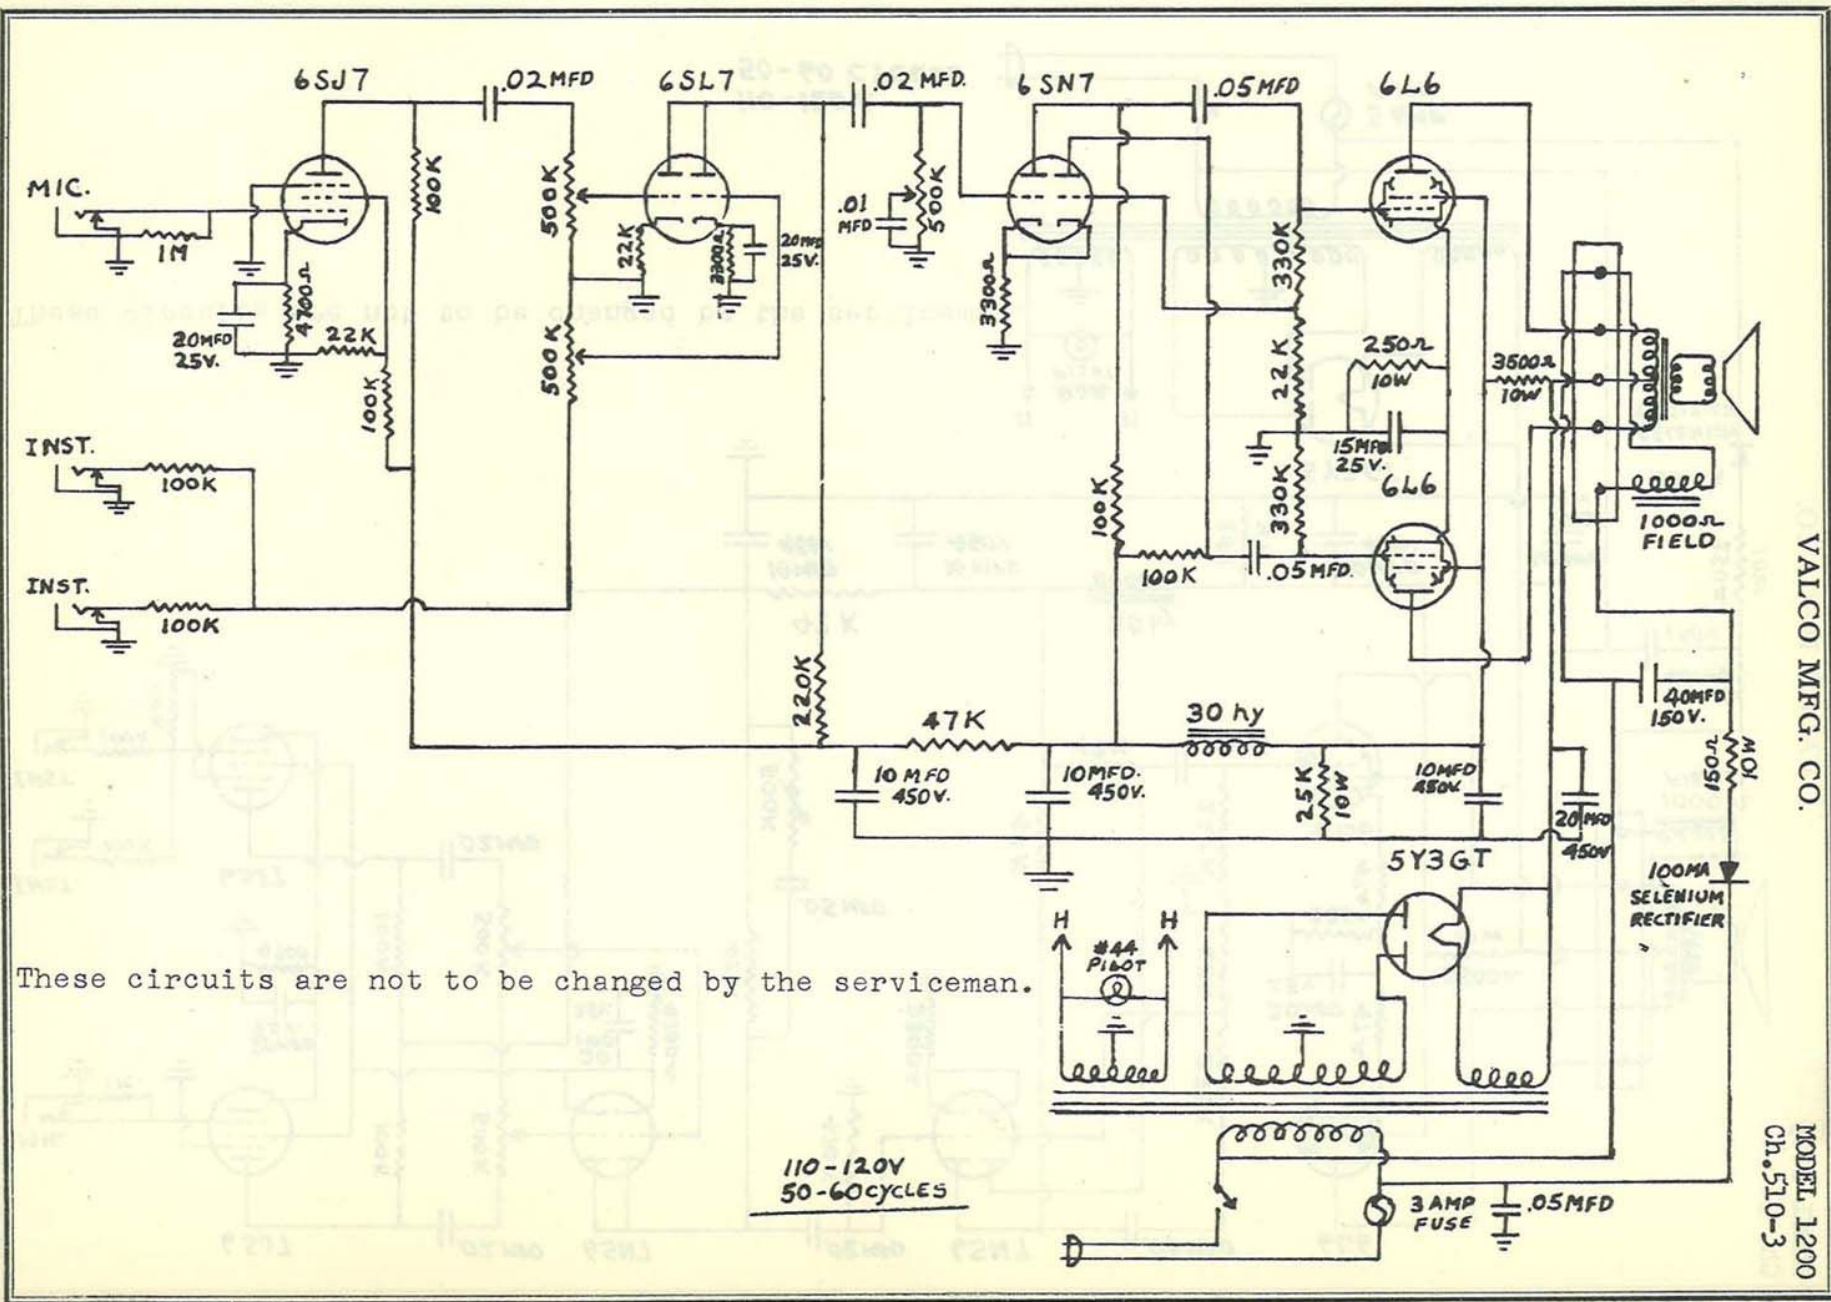 6SJ7
.02MFD
6SL7
.02MFD.
6SN7
.05MFD
6L6
MIC.
1M
100K
500K
22K
3300Ω
20MFD
25V.
.01
MFD
500K
3300Ω
330K
4700Ω
20MFD
25V.
22K
100K
500K
22K
250Ω
10W
3500Ω
10W
15MFD
25V.
6L6
INST.
100K
100K
330K
100K
.05MFD.
1000Ω
FIELD
INST.
100K
220K
47K
30 hy
40MFD
150V.
150Ω
10W
10MFD
450V.
10MFD.
450V.
25K
10W
10MFD
450V.
20MFD
450V
5Y3GT
100MA
SELENIUM
RECTIFIER
H
H
#44
PILOT
These circuits are not to be changed by the serviceman.
110-120V
50-60CYCLES
3AMP
FUSE
.05MFD
VALCO MFG. CO.
MODEL 1200
Ch.510-3